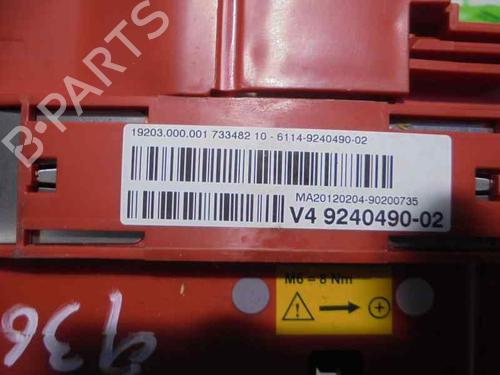 B-PARTS
19203.000.001 733482 10 - 6114-9240490-02
MA20120204-90200735
V4 9240490-02
M6 = 8 Nm
936